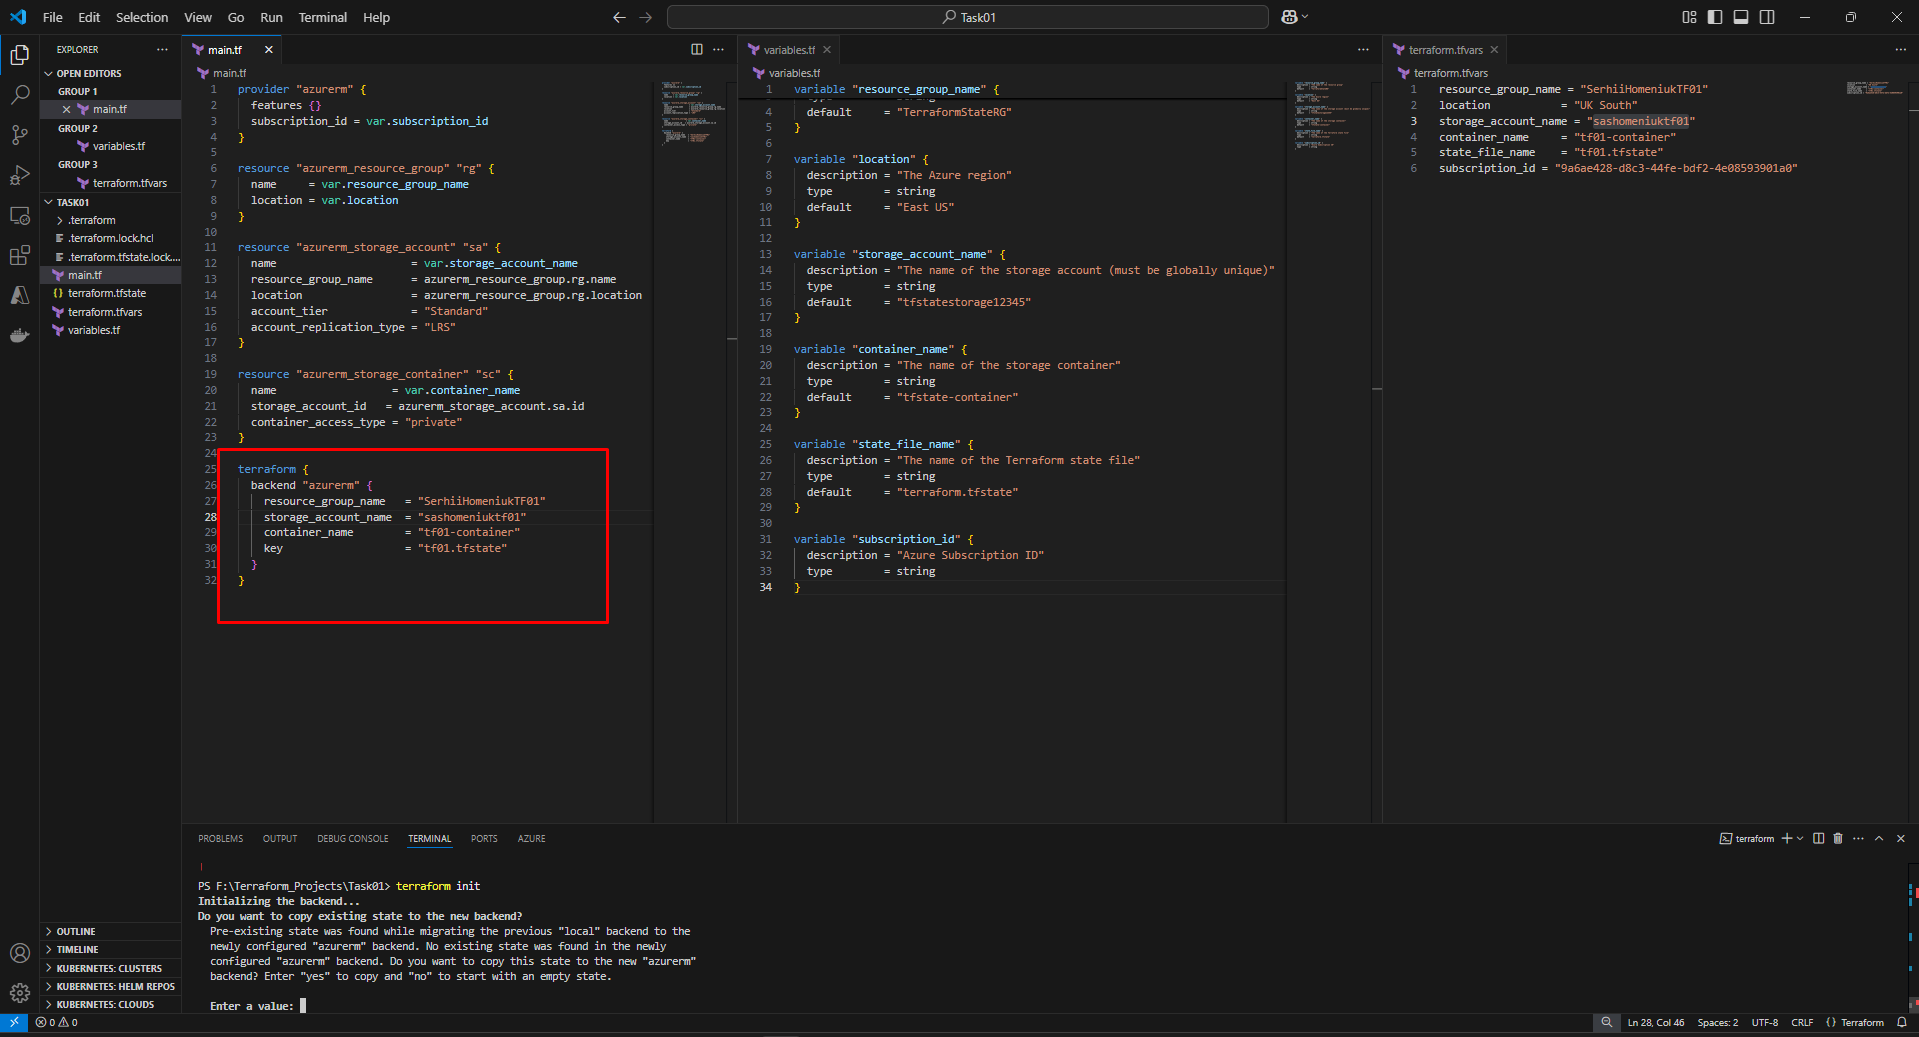 File Edit Selection View Go Run Terminal Help
Task01
EXPLORER
OPEN EDITORS
GROUP 1
main.tf
GROUP 2
variables.tf
GROUP 3
terraform.tfvars
TASK01
.terraform
.terraform.lock.hcl
.terraform.tfstate.lock....
main.tf
terraform.tfstate
terraform.tfvars
variables.tf
OUTLINE
TIMELINE
KUBERNETES: CLUSTERS
KUBERNETES: HELM REPOS
KUBERNETES: CLOUDS
main.tf
main.tf
1 provider "azurerm" {
2 features {}
3 subscription_id = var.subscription_id
4 }
5
6 resource "azurerm_resource_group" "rg" {
7 name = var.resource_group_name
8 location = var.location
9 }
10
11 resource "azurerm_storage_account" "sa" {
12 name = var.storage_account_name
13 resource_group_name = azurerm_resource_group.rg.name
14 location = azurerm_resource_group.rg.location
15 account_tier = "Standard"
16 account_replication_type = "LRS"
17 }
18
19 resource "azurerm_storage_container" "sc" {
20 name = var.container_name
21 storage_account_id = azurerm_storage_account.sa.id
22 container_access_type = "private"
23 }
24
25 terraform {
26 backend "azurerm" {
27 resource_group_name = "SerhiiHomeniukTF01"
28 storage_account_name = "sashomeniuktf01"
29 container_name = "tf01-container"
30 key = "tf01.tfstate"
31 }
32 }
variables.tf
variables.tf
1 variable "resource_group_name" {
4 default = "TerraformStateRG"
5 }
6
7 variable "location" {
8 description = "The Azure region"
9 type = string
10 default = "East US"
11 }
12
13 variable "storage_account_name" {
14 description = "The name of the storage account (must be globally unique)"
15 type = string
16 default = "tfstatestorage12345"
17 }
18
19 variable "container_name" {
20 description = "The name of the storage container"
21 type = string
22 default = "tfstate-container"
23 }
24
25 variable "state_file_name" {
26 description = "The name of the Terraform state file"
27 type = string
28 default = "terraform.tfstate"
29 }
30
31 variable "subscription_id" {
32 description = "Azure Subscription ID"
33 type = string
34 }
terraform.tfvars
terraform.tfvars
1 resource_group_name = "SerhiiHomeniukTF01"
2 location = "UK South"
3 storage_account_name = "sashomeniuktf01"
4 container_name = "tf01-container"
5 state_file_name = "tf01.tfstate"
6 subscription_id = "9a6ae428-d8c3-44fe-bdf2-4e08593901a0"
PROBLEMS OUTPUT DEBUG CONSOLE TERMINAL PORTS AZURE
terraform
PS F:\Terraform_Projects\Task01> terraform init
Initializing the backend...
Do you want to copy existing state to the new backend?
Pre-existing state was found while migrating the previous "local" backend to the
newly configured "azurerm" backend. No existing state was found in the newly
configured "azurerm" backend. Do you want to copy this state to the new "azurerm"
backend? Enter "yes" to copy and "no" to start with an empty state.
Enter a value:
0 0
Ln 28, Col 46 Spaces: 2 UTF-8 CRLF {} Terraform